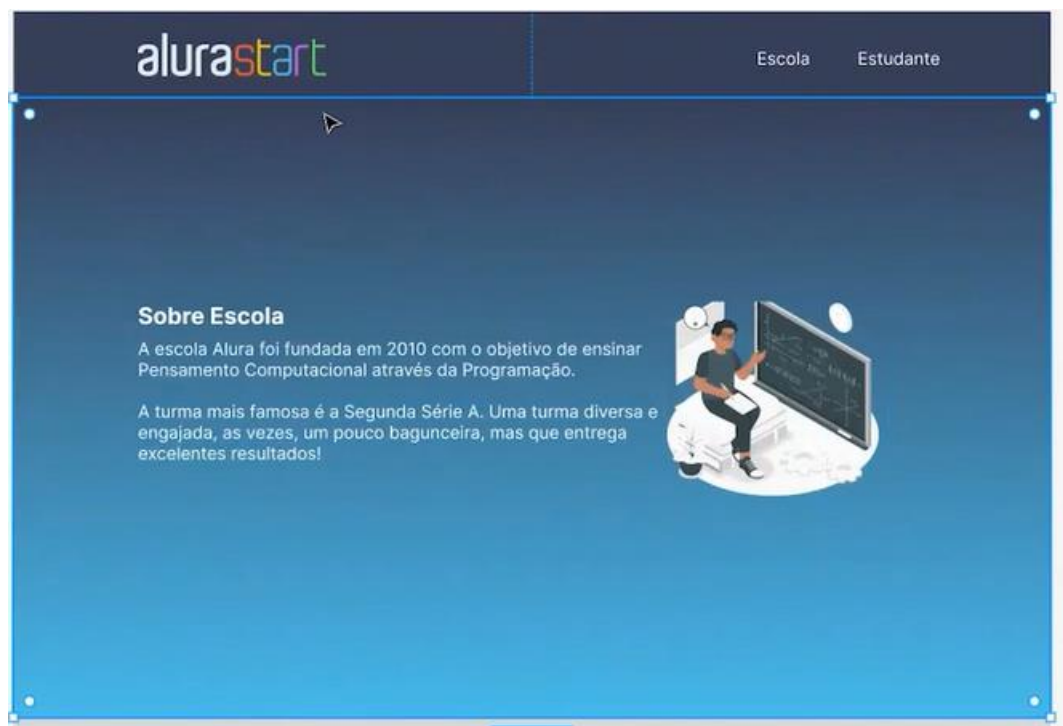 alurastart
Escola
Estudante
Sobre Escola
A escola Alura foi fundada em 2010 com o objetivo de ensinar
Pensamento Computacional através da Programação.
A turma mais famosa é a Segunda Série A. Uma turma diversa e
engajada, as vezes, um pouco bagunceira, mas que entrega
excelentes resultados!